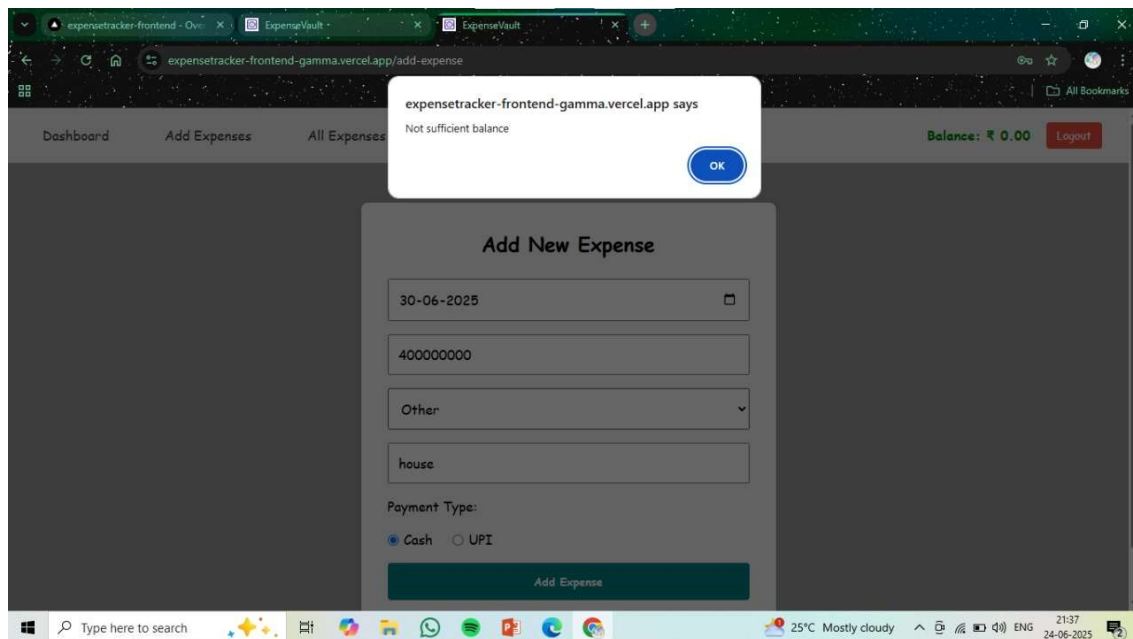 expensetracker-frontend - Ove
ExpenseVault -
ExpenseVault
expensetracker-frontend-gamma.vercel.app/add-expense
All Bookmarks
expensetracker-frontend-gamma.vercel.app says
Not sufficient balance
OK
Dashboard Add Expenses All Expenses Balance: ₹ 0.00 Logout
Add New Expense
30-06-2025
400000000
Other
house
Payment Type:
Cash UPI
Add Expense
Type here to search 25°C Mostly cloudy ENG 21:37
24-06-2025